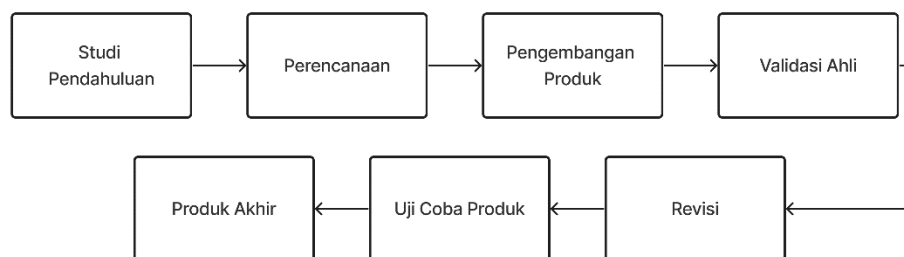 Studi
Pendahuluan
Perencanaan
Pengembangan
Produk
Validasi Ahli
Revisi
Uji Coba Produk
Produk Akhir